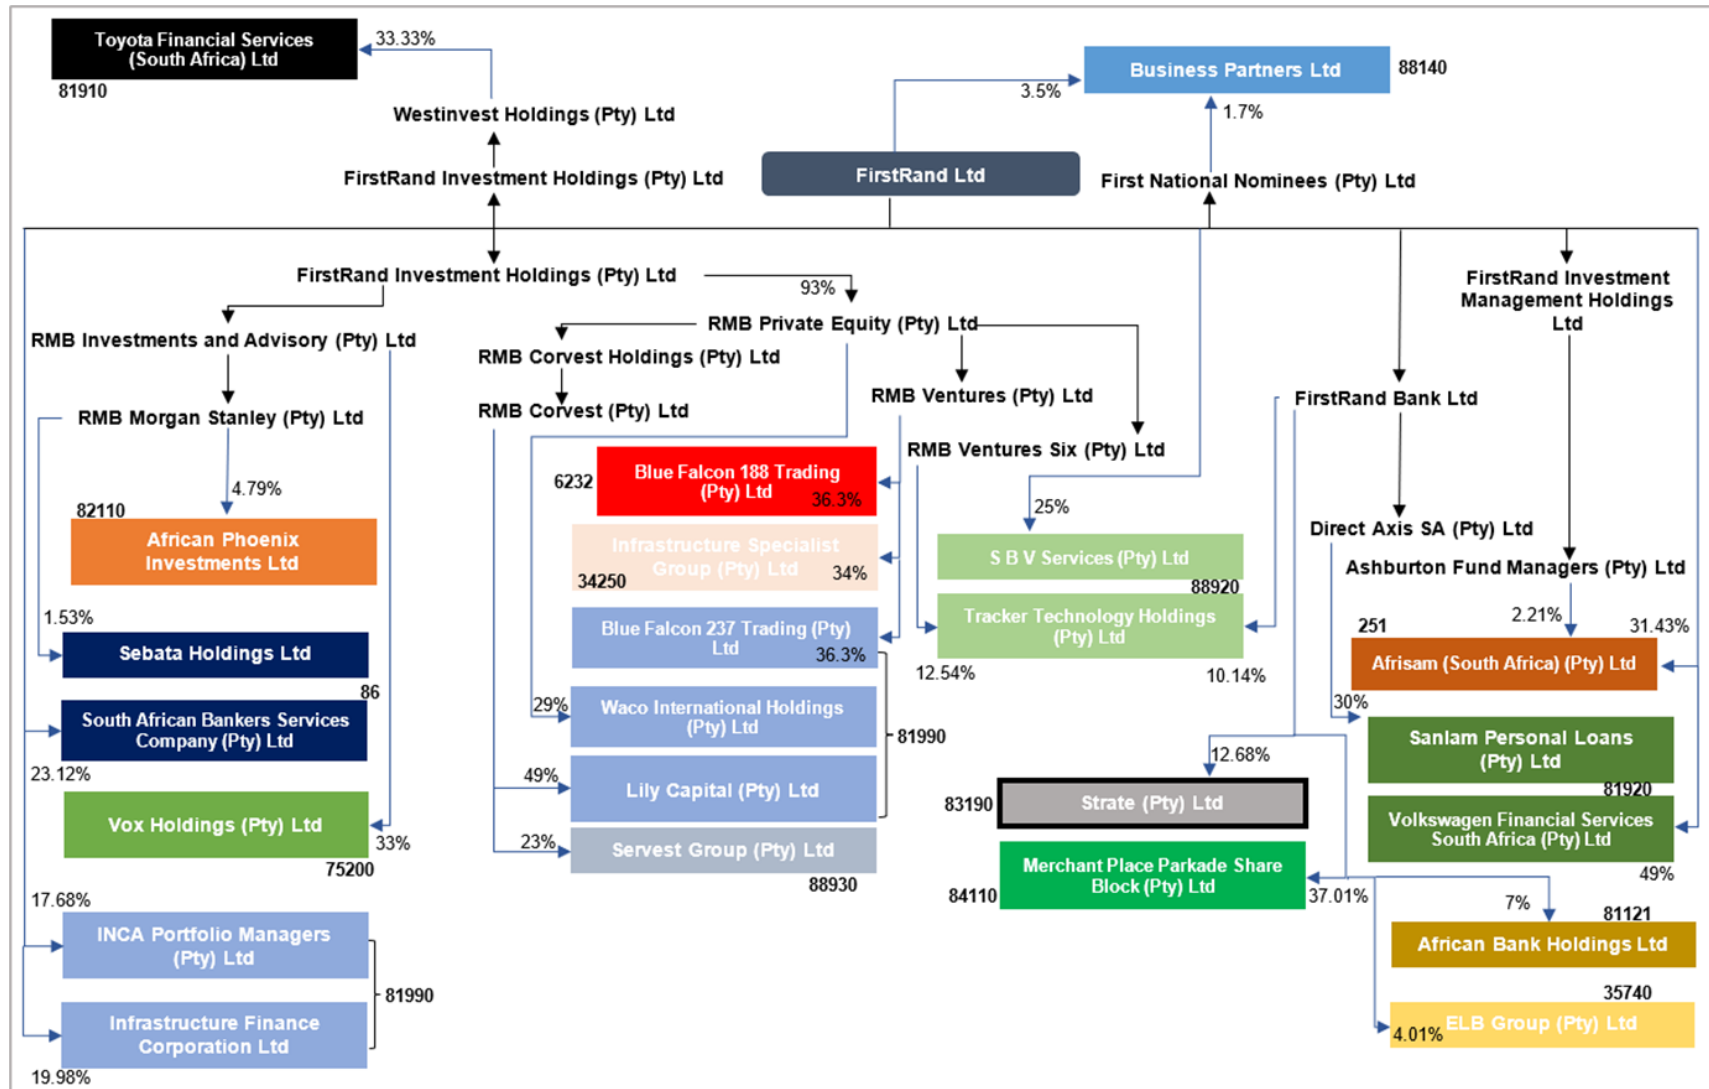 Toyota Financial Services
(South Africa) Ltd
33.33%
81910
Business Partners Ltd
88140
3.5%
1.7%
Westinvest Holdings (Pty) Ltd
FirstRand Investment Holdings (Pty) Ltd
FirstRand Ltd
First National Nominees (Pty) Ltd
FirstRand Investment Holdings (Pty) Ltd
93%
FirstRand Investment
Management Holdings
Ltd
RMB Investments and Advisory (Pty) Ltd
RMB Private Equity (Pty) Ltd
RMB Corvest Holdings (Pty) Ltd
RMB Morgan Stanley (Pty) Ltd
RMB Corvest (Pty) Ltd
RMB Ventures (Pty) Ltd
FirstRand Bank Ltd
RMB Ventures Six (Pty) Ltd
4.79%
82110
African Phoenix
Investments Ltd
1.53%
Sebata Holdings Ltd
86
South African Bankers Services
Company (Pty) Ltd
23.12%
Vox Holdings (Pty) Ltd
33%
75200
17.68%
INCA Portfolio Managers
(Pty) Ltd
81990
Infrastructure Finance
Corporation Ltd
19.98%
6232
Blue Falcon 188 Trading
(Pty) Ltd
36.3%
Infrastructure Specialist
Group (Pty) Ltd
34%
34250
Blue Falcon 237 Trading (Pty)
Ltd
36.3%
29%
Waco International Holdings
(Pty) Ltd
81990
49%
Lily Capital (Pty) Ltd
23%
Servest Group (Pty) Ltd
88930
25%
S B V Services (Pty) Ltd
88920
Tracker Technology Holdings
(Pty) Ltd
12.54%
10.14%
12.68%
83190
Strate (Pty) Ltd
Merchant Place Parkade Share
Block (Pty) Ltd
84110
37.01%
Direct Axis SA (Pty) Ltd
Ashburton Fund Managers (Pty) Ltd
2.21%
251
31.43%
Afrisam (South Africa) (Pty) Ltd
30%
Sanlam Personal Loans
(Pty) Ltd
81920
Volkswagen Financial Services
South Africa (Pty) Ltd
49%
7%
81121
African Bank Holdings Ltd
35740
ELB Group (Pty) Ltd
4.01%